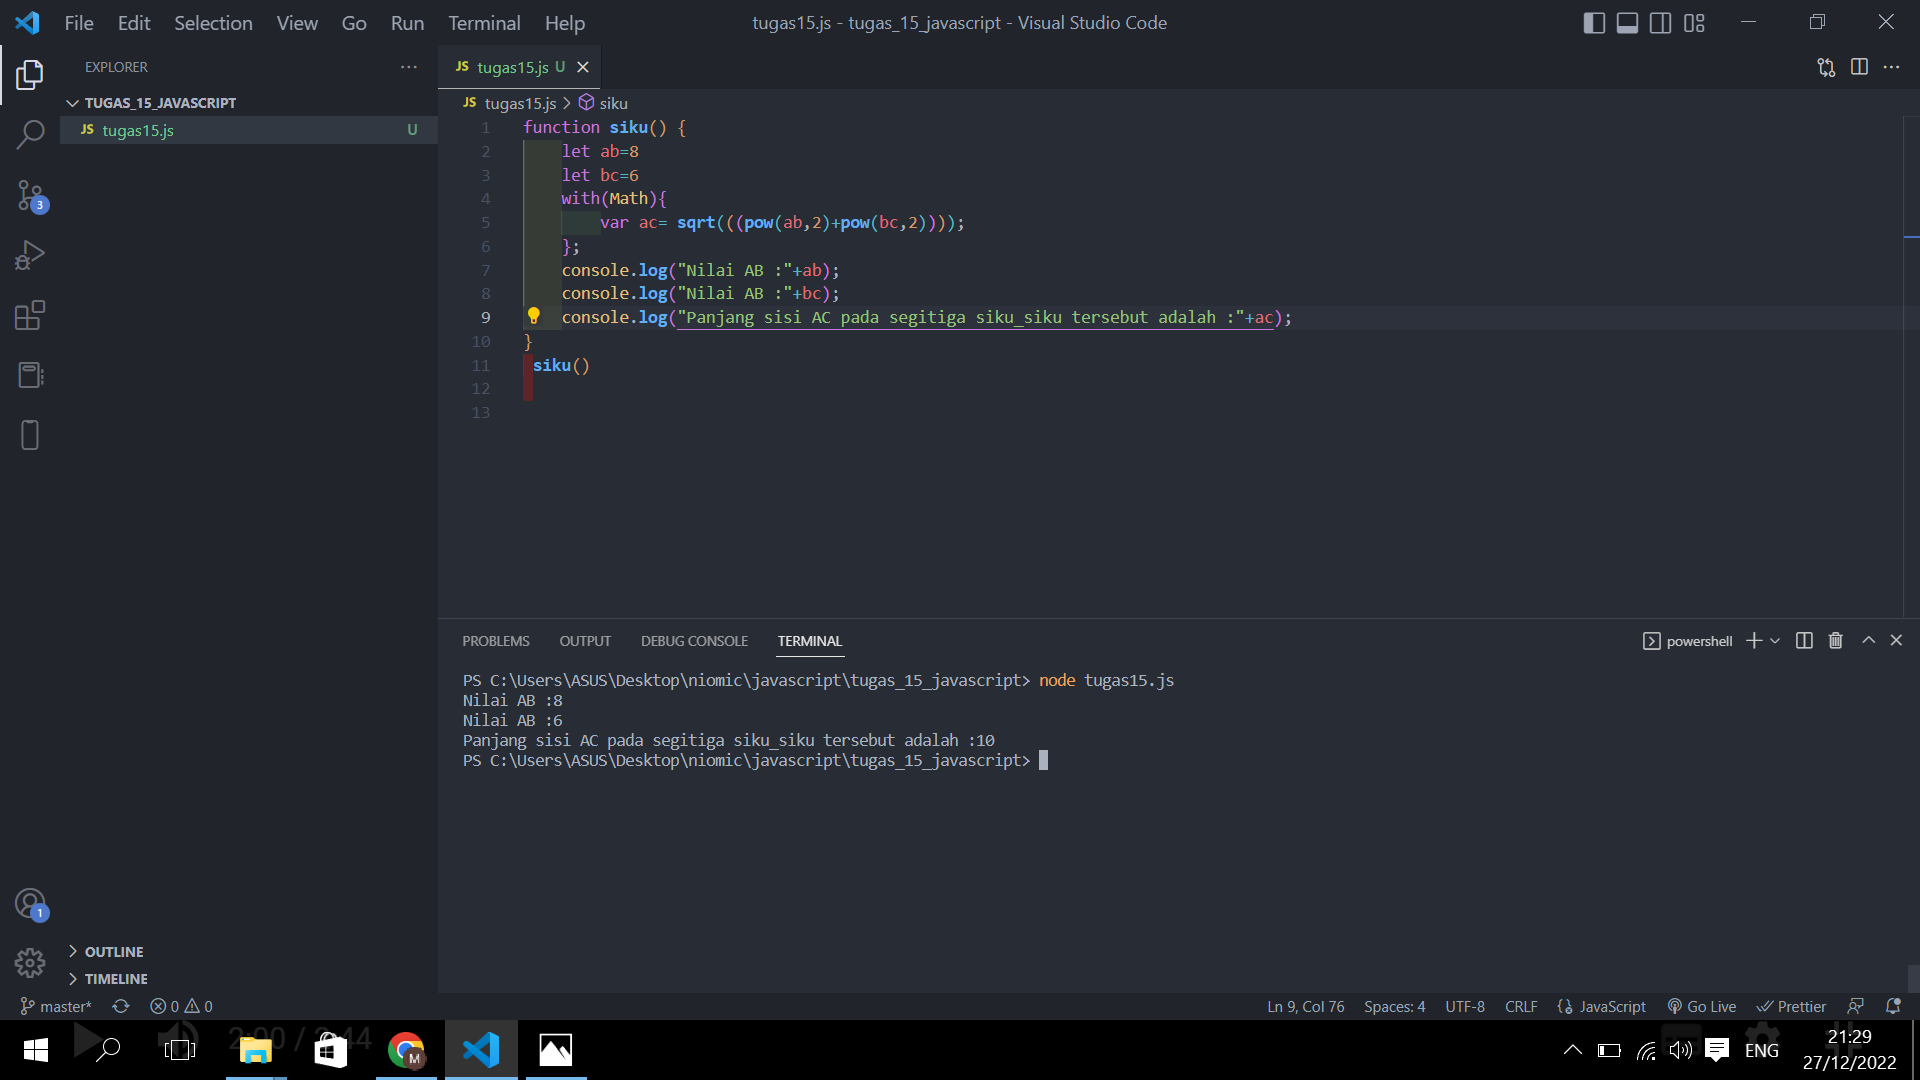 File Edit Selection View Go Run Terminal Help
tugas15.js - tugas_15_javascript - Visual Studio Code
EXPLORER
TUGAS_15_JAVASCRIPT
JS tugas15.js U
3
1
OUTLINE
TIMELINE
JS tugas15.js U
JS tugas15.js > siku
1 function siku() {
2 let ab=8
3 let bc=6
4 with(Math){
5 var ac= sqrt(((pow(ab,2)+pow(bc,2))));
6 };
7 console.log("Nilai AB :"+ab);
8 console.log("Nilai AB :"+bc);
9 console.log("Panjang sisi AC pada segitiga siku_siku tersebut adalah :"+ac);
10 }
11 siku()
12
13
PROBLEMS OUTPUT DEBUG CONSOLE TERMINAL
powershell
PS C:\Users\ASUS\Desktop\niomic\javascript\tugas_15_javascript> node tugas15.js
Nilai AB :8
Nilai AB :6
Panjang sisi AC pada segitiga siku_siku tersebut adalah :10
PS C:\Users\ASUS\Desktop\niomic\javascript\tugas_15_javascript>
master* 0 0
Ln 9, Col 76 Spaces: 4 UTF-8 CRLF JavaScript Go Live Prettier
2:00 / 2:44
M
ENG
21:29
27/12/2022